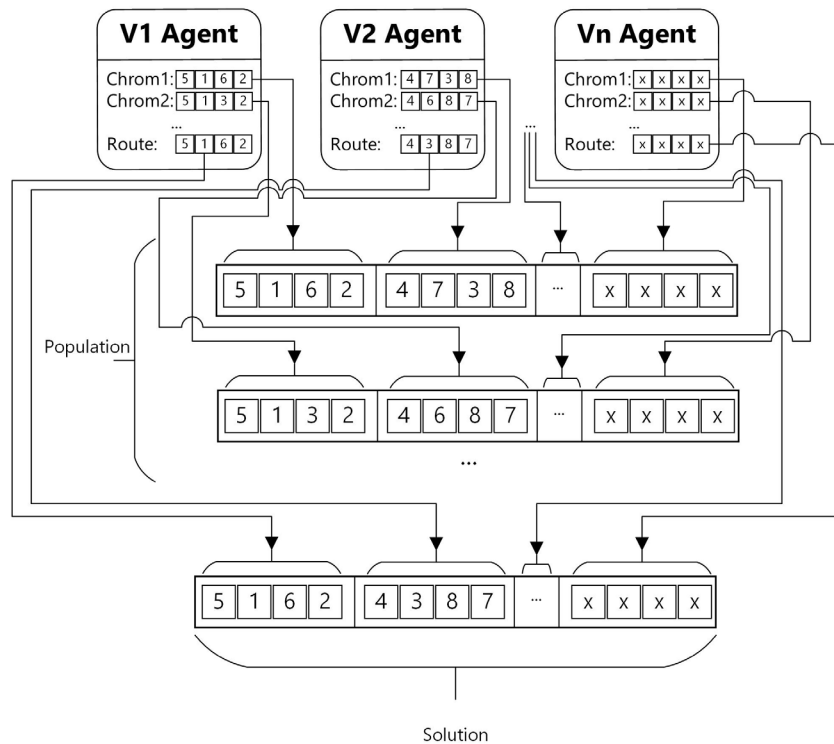 V1 Agent
Chrom1: 5 1 6 2
Chrom2: 5 1 3 2
...
Route: 5 1 6 2
V2 Agent
Chrom1: 4 7 3 8
Chrom2: 4 6 8 7
...
Route: 4 3 8 7
...
Vn Agent
Chrom1: x x x x
Chrom2: x x x x
...
Route: x x x x
5 1 6 2 4 7 3 8 ... x x x x
Population
5 1 3 2 4 6 8 7 ... x x x x
...
5 1 6 2 4 3 8 7 ... x x x x
Solution